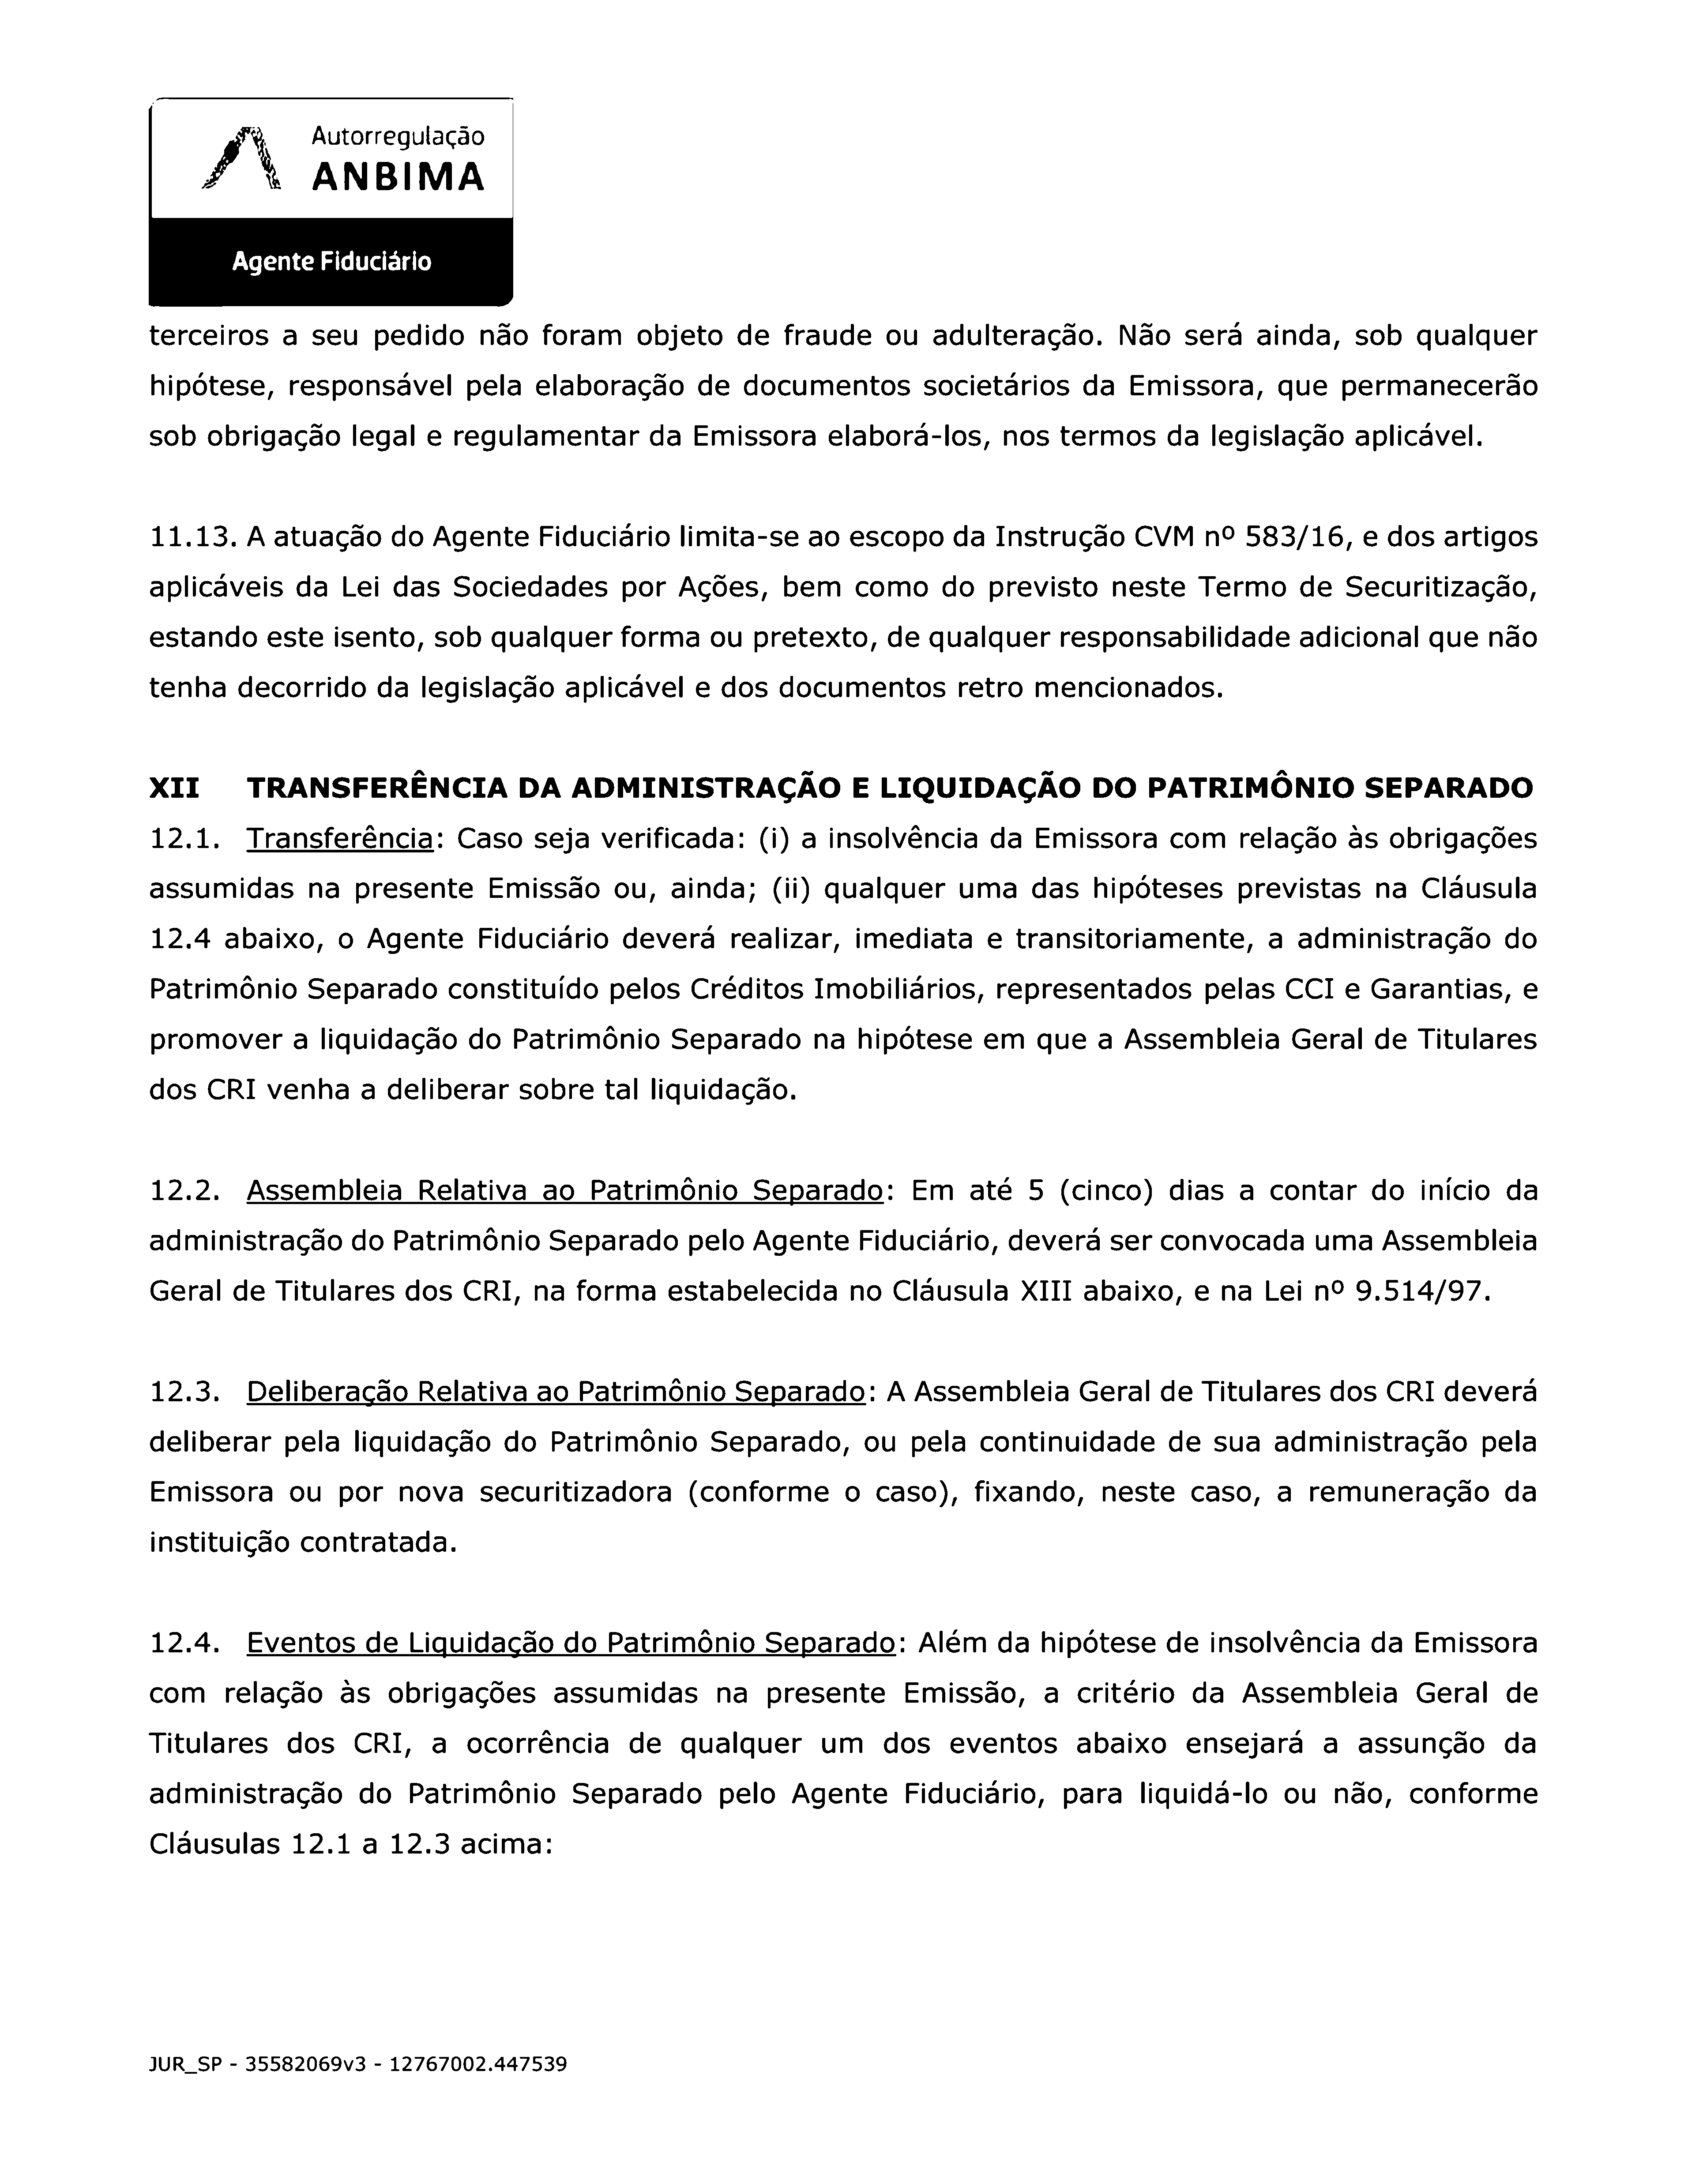 Autorregulação
ANBIMA
Agente Fiduciário
terceiros a seu pedido não foram objeto de fraude ou adulteração. Não será ainda, sob qualquer
hipótese, responsável pela elaboração de documentos societários da Emissora, que permanecerão
sob obrigação legal e regulamentar da Emissora elaborá-los, nos termos da legislação aplicável.
11.13. A atuação do Agente Fiduciário limita-se ao escopo da Instrução CVM nº 583/16, e dos artigos
aplicáveis da Lei das Sociedades por Ações, bem como do previsto neste Termo de Securitização,
estando este isento, sob qualquer forma ou pretexto, de qualquer responsabilidade adicional que não
tenha decorrido da legislação aplicável e dos documentos retro mencionados.
XII TRANSFERÊNCIA DA ADMINISTRAÇÃO E LIQUIDAÇÃO DO PATRIMÔNIO SEPARADO
12.1. Transferência: Caso seja verificada: (i) a insolvência da Emissora com relação às obrigações
assumidas na presente Emissão ou, ainda; (ii) qualquer uma das hipóteses previstas na Cláusula
12.4 abaixo, o Agente Fiduciário deverá realizar, imediata e transitoriamente, a administração do
Patrimônio Separado constituído pelos Créditos Imobiliários, representados pelas CCI e Garantias, e
promover a liquidação do Patrimônio Separado na hipótese em que a Assembleia Geral de Titulares
dos CRI venha a deliberar sobre tal liquidação.
12.2. Assembleia Relativa ao Patrimônio Separado: Em até 5 (cinco) dias a contar do início da
administração do Patrimônio Separado pelo Agente Fiduciário, deverá ser convocada uma Assembleia
Geral de Titulares dos CRI, na forma estabelecida no Cláusula XIII abaixo, e na Lei nº 9.514/97.
12.3. Deliberação Relativa ao Patrimônio Separado: A Assembleia Geral de Titulares dos CRI deverá
deliberar pela liquidação do Patrimônio Separado, ou pela continuidade de sua administração pela
Emissora ou por nova securitizadora (conforme o caso), fixando, neste caso, a remuneração da
instituição contratada.
12.4. Eventos de Liquidação do Patrimônio Separado: Além da hipótese de insolvência da Emissora
com relação às obrigações assumidas na presente Emissão, a critério da Assembleia Geral de
Titulares dos CRI, a ocorrência de qualquer um dos eventos abaixo ensejará a assunção da
administração do Patrimônio Separado pelo Agente Fiduciário, para liquidá-lo ou não, conforme
Cláusulas 12.1 a 12.3 acima:
JUR_SP - 35582069v3 - 12767002.447539